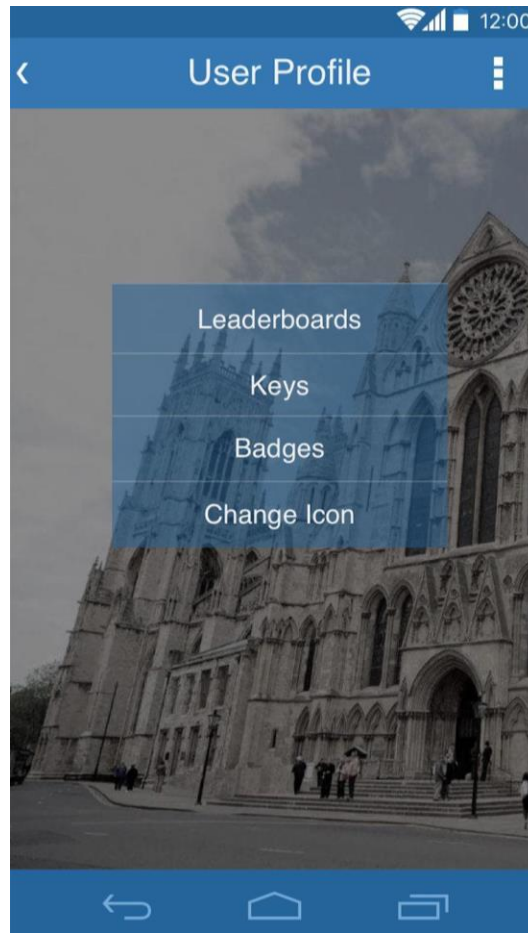 12:00
User Profile
Leaderboards
Keys
Badges
Change Icon